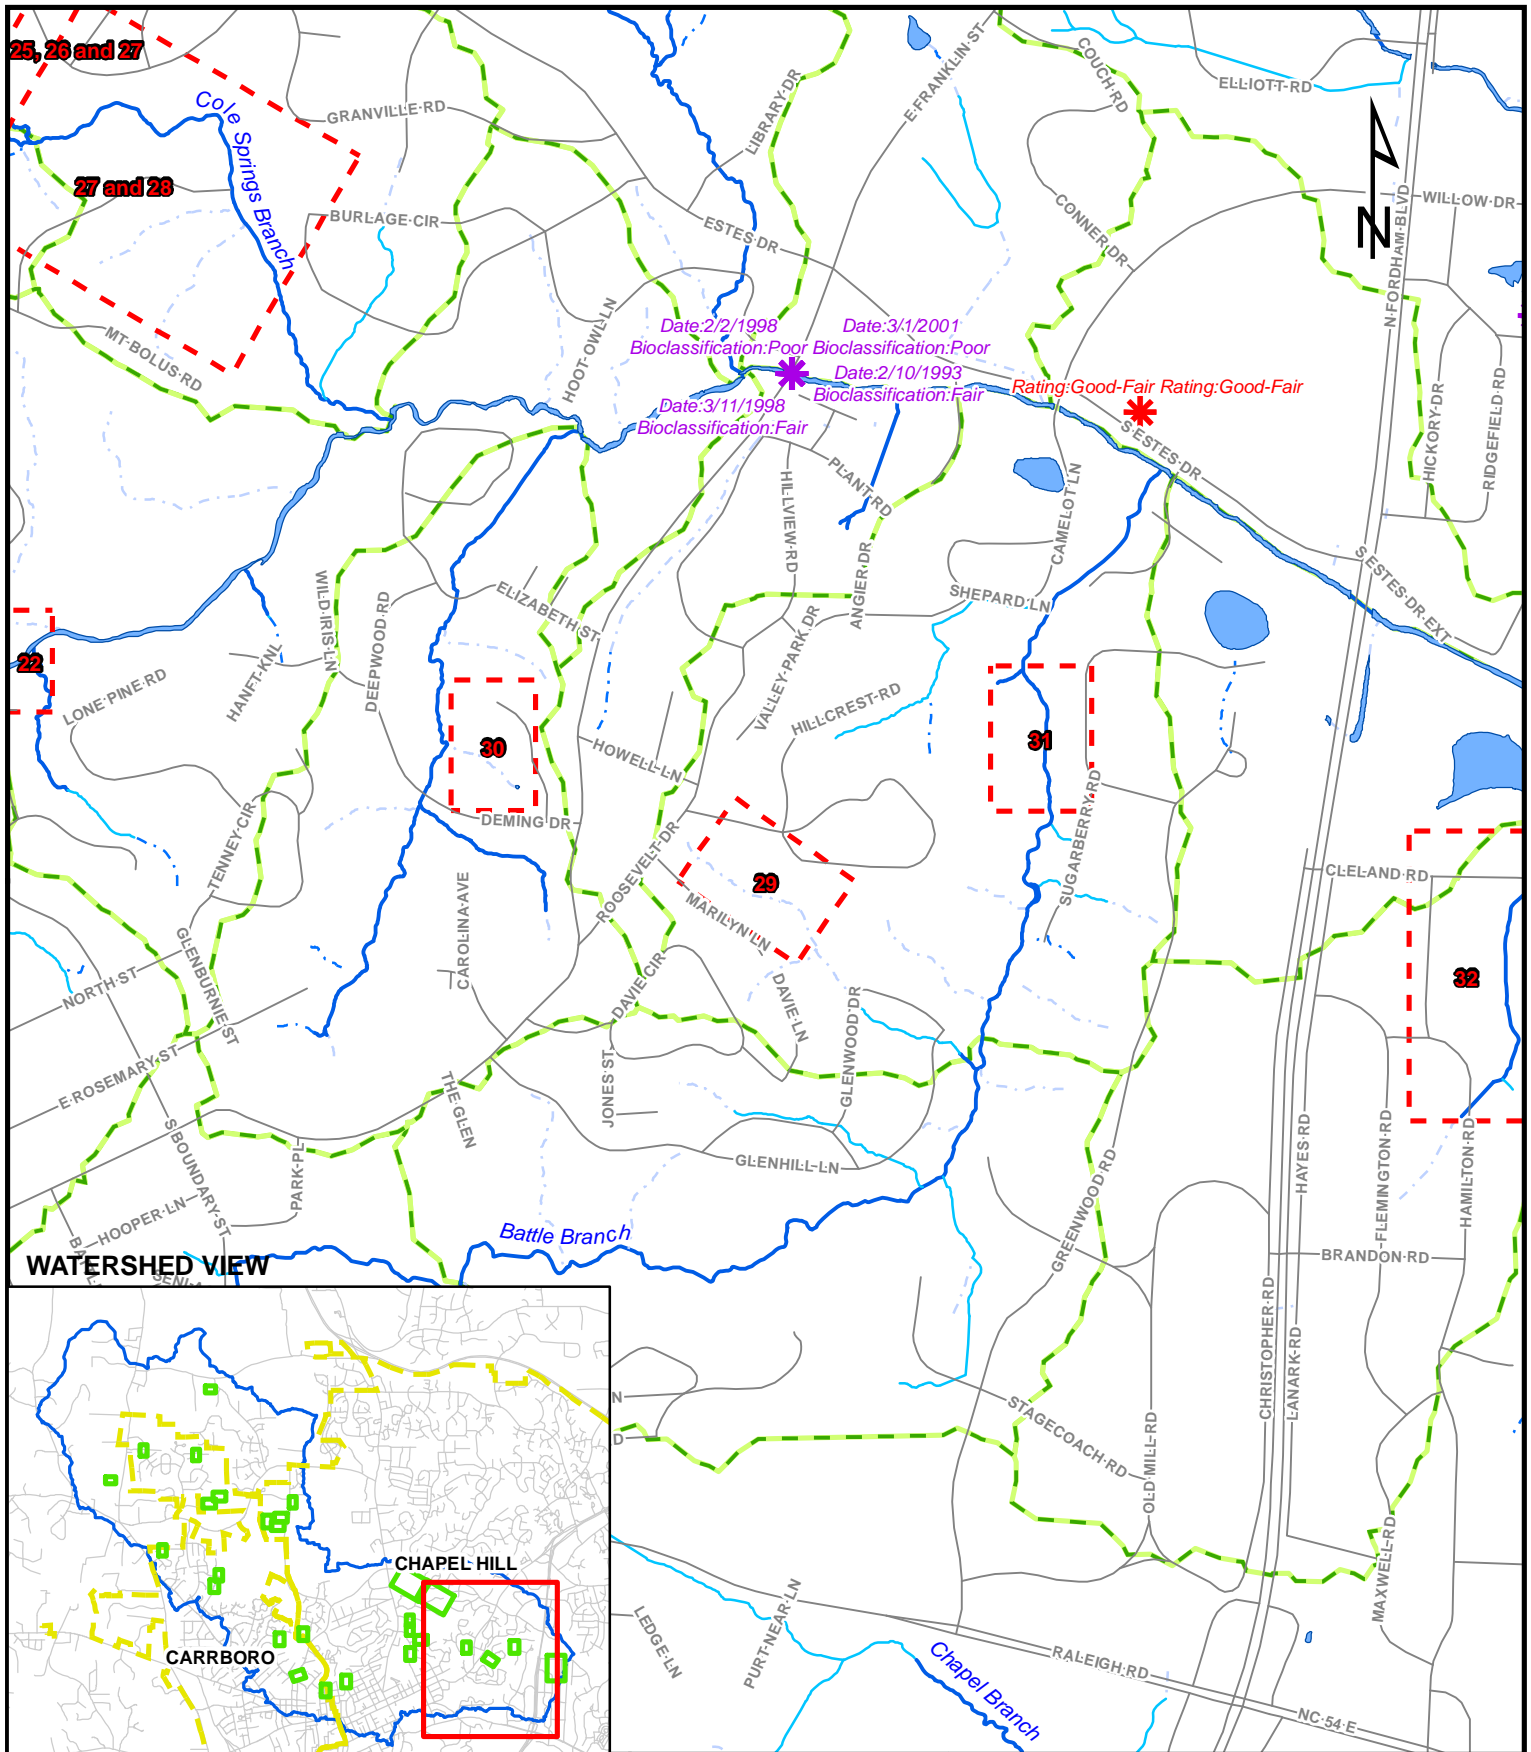 25, 26 and 27
Cole Springs Branch
GRANVILLE RD
LIBRARY DR
E FRANKLIN ST
COUCH RD
ELLIOTT RD
27 and 28
BURLAGE CIR
ESTES DR
CONNER DR
WILLOW DR
N FORDHAM BLVD
N
MT BOLUS RD
HOOT OWL LN
Date:2/2/1998
Bioclassification:Poor
Date:3/1/2001
Bioclassification:Poor
Date:2/10/1993
Bioclassification:Fair
Date:3/11/1998
Bioclassification:Fair
Rating:Good-Fair Rating:Good-Fair
S ESTES DR
HICKORY DR
RIDGEFIELD RD
PLANT RD
HILLVIEW RD
CAMELOT LN
ANGIER DR
SHEPARD LN
S ESTES DR EXT
WILD IRIS LN
DEEPWOOD RD
ELIZABETH ST
VALLEY PARK DR
22
LONE PINE RD
HANFT KNL
HILLCREST RD
30
HOWELL LN
31
DEMING DR
TENNEY CIR
ROOSEVELT DR
SUGARBERRY RD
29
MARILYN LN
CLELAND RD
CAROLINA AVE
GLENBURNIE ST
NORTH ST
DAVIE CIR
DAVIE LN
GLENWOOD DR
32
E ROSEMARY ST
THE GLEN
JONES ST
S BOUNDARY ST
PARK PL
GLENHILL LN
GREENWOOD RD
HAYES RD
FLEMINGTON RD
HAMILTON RD
HOOPER LN
Battle Branch
BRANDON RD
WATERSHED VIEW
CHRISTOPHER RD
LANARK RD
N
D
STAGECOACH RD
OLD MILL RD
MAXWELL RD
CHAPEL HILL
CARRBORO
LEDGE LN
PURT-NEAR LN
Chapel Branch
RALEIGH RD
NC 54 E